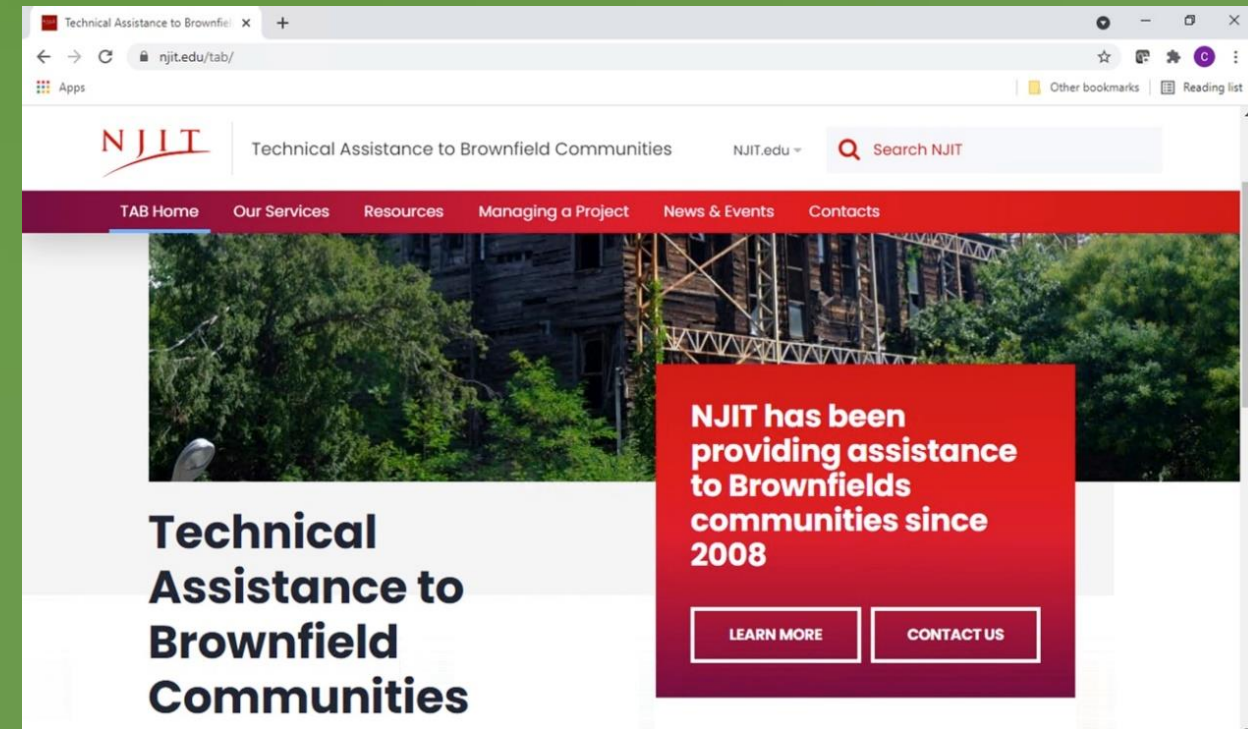 Technical Assistance to Brownfiel
njit.edu/tab/
C
Apps
Other bookmarks
Reading list
NJIT
Technical Assistance to Brownfield Communities
NJIT.edu
Search NJIT
TAB Home Our Services Resources Managing a Project News & Events Contacts
NJIT has been
providing assistance
to Brownfields
communities since
2008
LEARN MORE CONTACT US
Technical
Assistance to
Brownfield
Communities